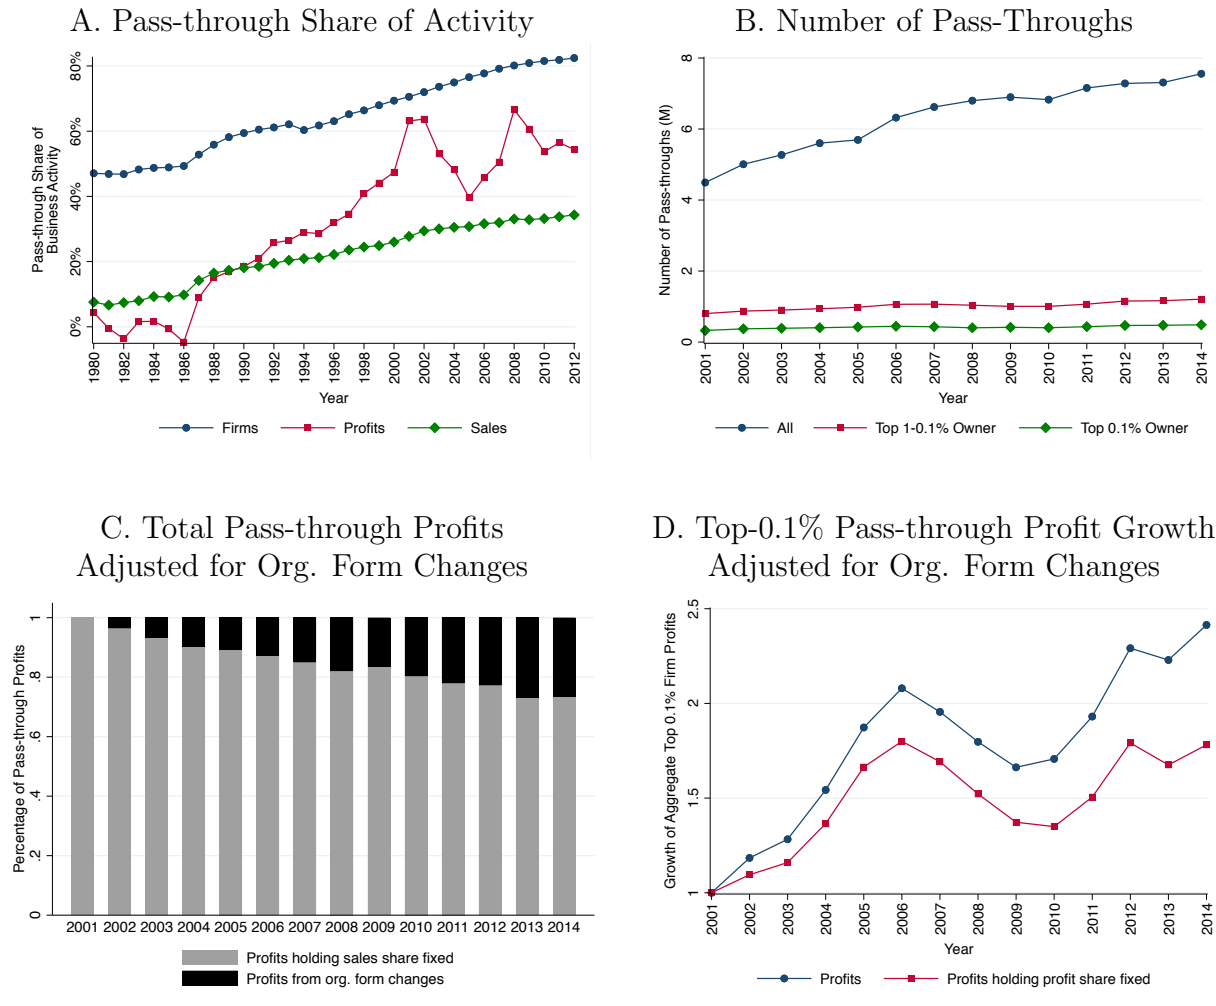 A. Pass-through Share of Activity
Pass-through Share of
Business Activity
80%
60%
40%
20%
0%
1980 1982 1984 1986 1988 1990 1992 1994 1996 1998 2000 2002 2004 2006 2008 2010 2012
Year
Firms Profits Sales
B. Number of Pass-Throughs
Number of Pass-throughs (M)
8
6
4
2
0
2001 2002 2003 2004 2005 2006 2007 2008 2009 2010 2011 2012 2013 2014
Year
All Top 1-0.1% Owner Top 0.1% Owner
C. Total Pass-through Profits
Adjusted for Org. Form Changes
Percentage of Pass-through Profits
1
.8
.6
.4
.2
0
2001 2002 2003 2004 2005 2006 2007 2008 2009 2010 2011 2012 2013 2014
Profits holding sales share fixed
Profits from org. form changes
D. Top-0.1% Pass-through Profit Growth
Adjusted for Org. Form Changes
Growth of Aggregate Top 0.1% Firm Profits
2.5
2
1.5
1
2001 2002 2003 2004 2005 2006 2007 2008 2009 2010 2011 2012 2013 2014
Year
Profits Profits holding profit share fixed